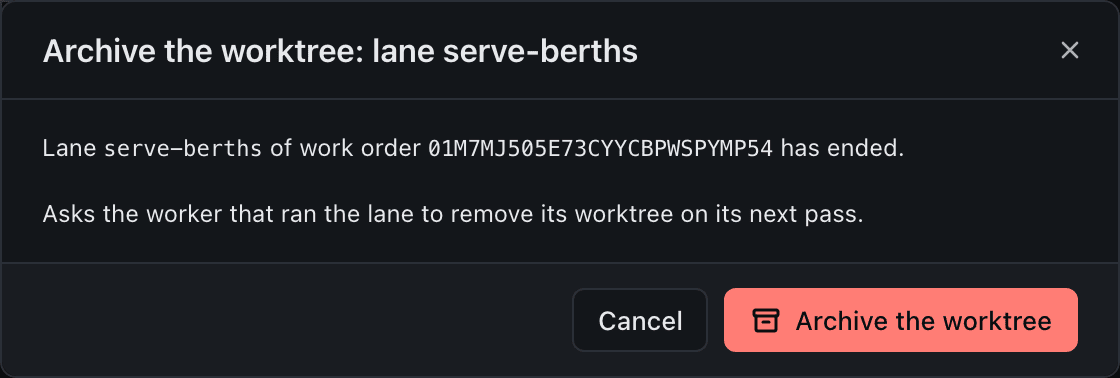 Archive the worktree: lane serve-berths
Lane serve-berths of work order 01M7MJ505E73CYYCBPWSPYMP54 has ended.
Asks the worker that ran the lane to remove its worktree on its next pass.
Cancel
Archive the worktree